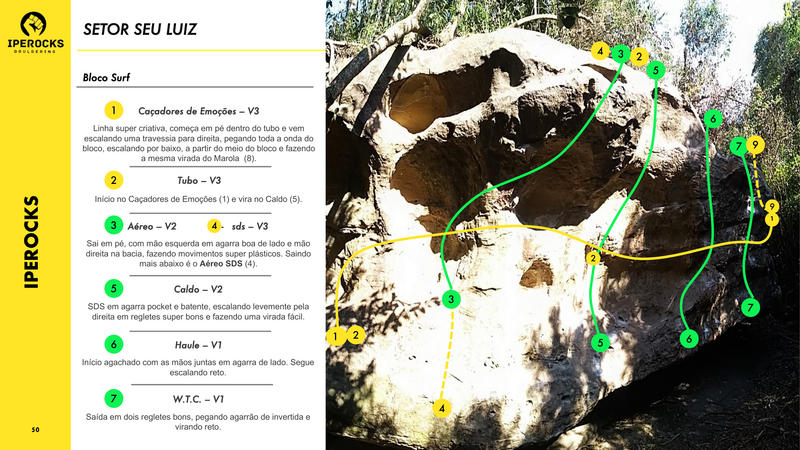 IPEROCKS
BOULDERING
IPEROCKS
50
SETOR SEU LUIZ
Bloco Surf
1 Caçadores de Emoções – V3
Linha super criativa, começa em pé dentro do tubo e vem
escalando uma travessia para direita, pegando toda a onda do
bloco, escalando por baixo, a partir do meio do bloco e fazendo
a mesma virada do Marola (8).
2 Tubo – V3
Início no Caçadores de Emoções (1) e vira no Caldo (5).
3 Aéreo – V2 4 - sds – V3
Sai em pé, com mão esquerda em agarra boa de lado e mão
direita na bacia, fazendo movimentos super plásticos. Saindo
mais abaixo é o Aéreo SDS (4).
5 Caldo – V2
SDS em agarra pocket e batente, escalando levemente pela
direita em regletes super bons e fazendo uma virada fácil.
6 Haule – V1
Início agachado com as mãos juntas em agarra de lado. Segue
escalando reto.
7 W.T.C. – V1
Saída em dois regletes bons, pegando agarrão de invertida e
virando reto.
4 3 2
5
6
7 9
9
1
2
3
7
1 2
5
6
4